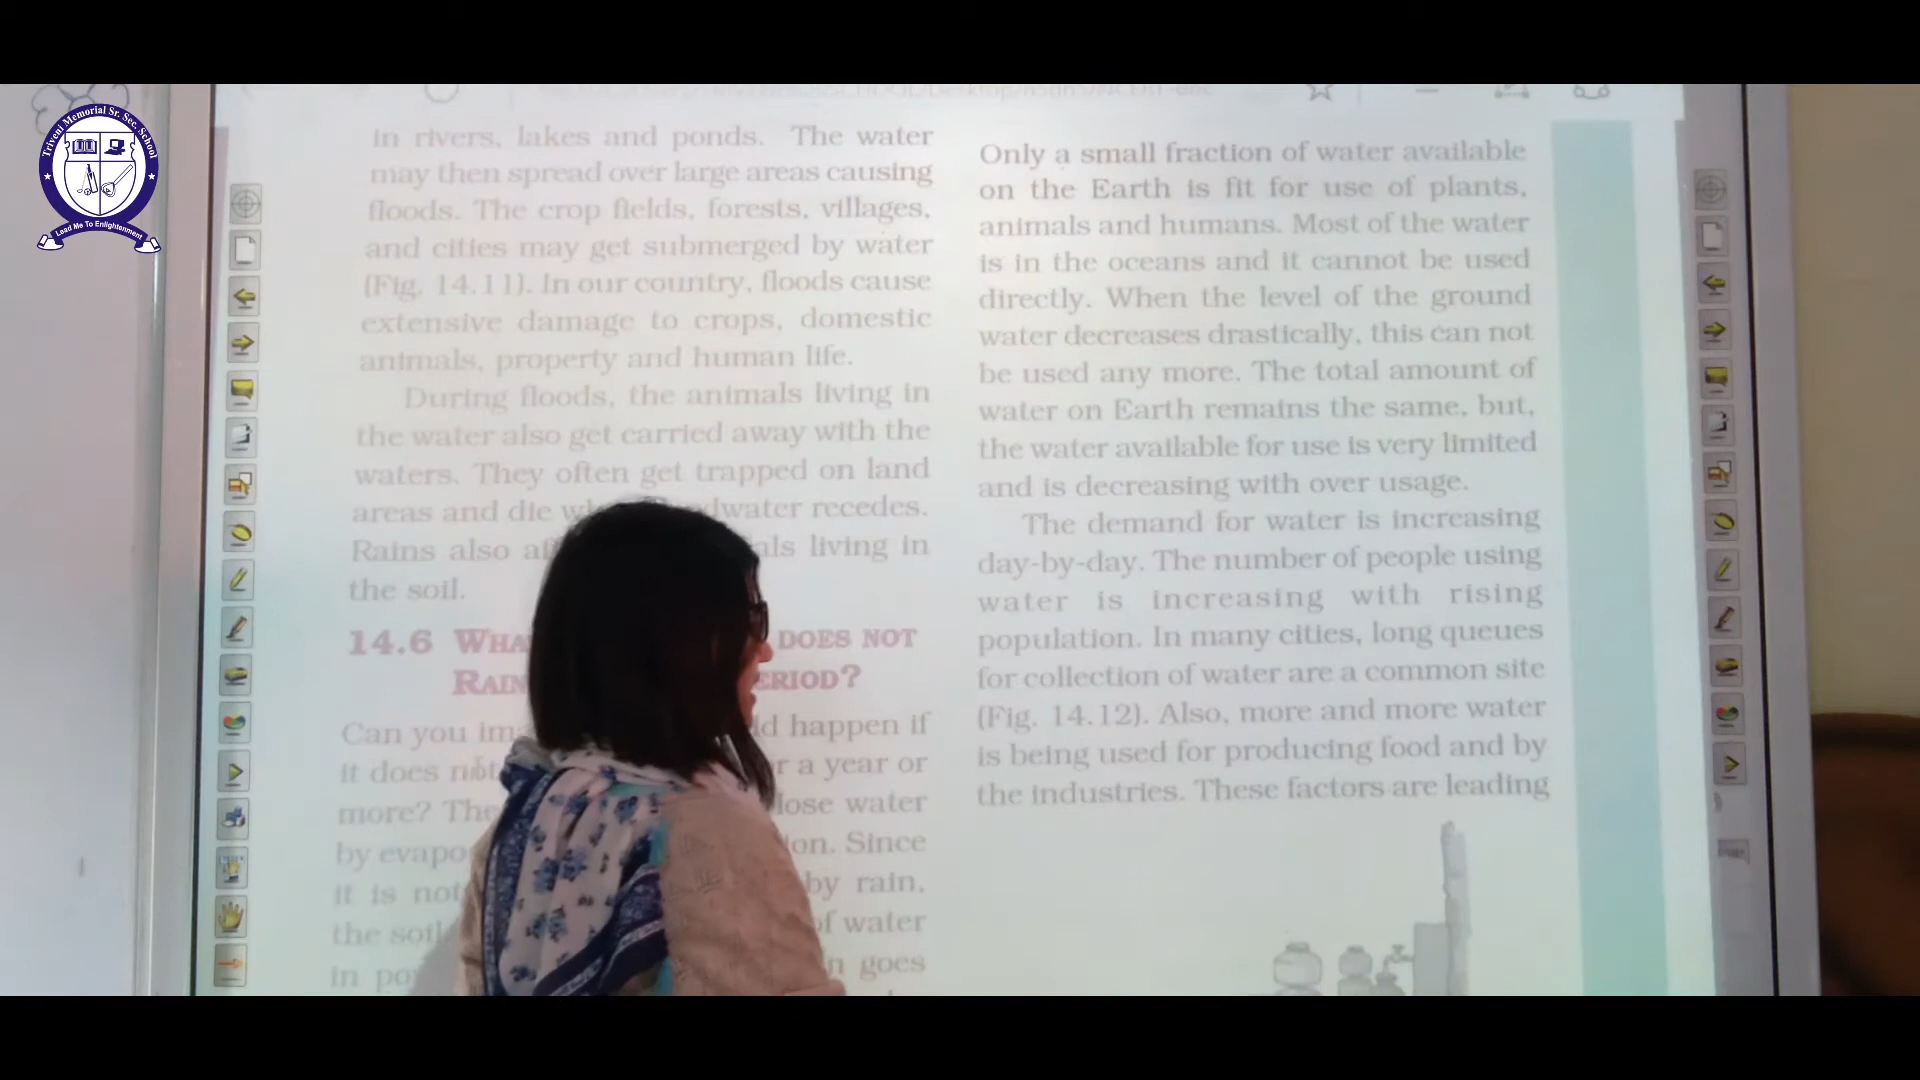 Triveni Memorial Sr. Sec. School
Lead Me To Enlightenment
in rivers, lakes and ponds. The water
may then spread over large areas causing
floods. The crop fields, forests, villages,
and cities may get submerged by water
(Fig. 14.11). In our country, floods cause
extensive damage to crops, domestic
animals, property and human life.
During floods, the animals living in
the water also get carried away with the
waters. They often get trapped on land
areas and die dwater recedes.
Rains also als living in
the soil.
14.6 WHA DOES NOT
RAIN ERIOD?
Can you im ld happen if
it does not r a year or
more? The lose water
by evapo on. Since
it is not by rain,
the soil of water
in po n goes
Only a small fraction of water available
on the Earth is fit for use of plants,
animals and humans. Most of the water
is in the oceans and it cannot be used
directly. When the level of the ground
water decreases drastically, this can not
be used any more. The total amount of
water on Earth remains the same, but,
the water available for use is very limited
and is decreasing with over usage.
The demand for water is increasing
day-by-day. The number of people using
water is increasing with rising
population. In many cities, long queues
for collection of water are a common site
(Fig. 14.12). Also, more and more water
is being used for producing food and by
the industries. These factors are leading